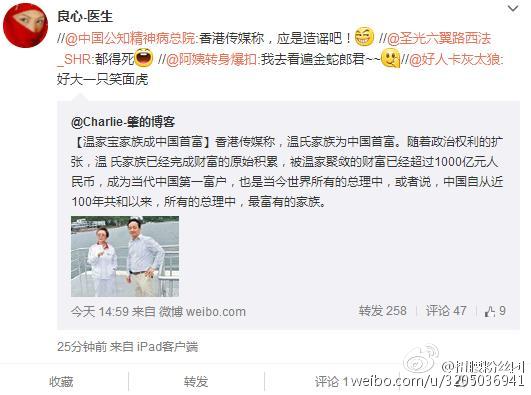 良心-医生
//@中国公知精神病总院:香港传媒称，应是造谣吧！ //@圣光六翼路西法
_SHR:都得死 //@阿姨转身爆扣:我去看遍金蛇郎君~~ //@好人卡灰太狼:
好大一只笑面虎
@Charlie-肇的博客
【温家宝家族成中国首富】香港传媒称，温氏家族为中国首富。随着政治权利的扩
张，温 氏家族已经完成财富的原始积累，被温家聚敛的财富已经超过1000亿元人
民币，成为当代中国第一富户，也是当今世界所有的总理中，或者说，中国自从近
100年共和以来，所有的总理中，最富有的家族。
今天 14:59 来自 微博 weibo.com
转发 258
评论 47
9
25分钟前 来自 iPad客户端
收藏
转发
评论 1
weibo.com/u/3205036941